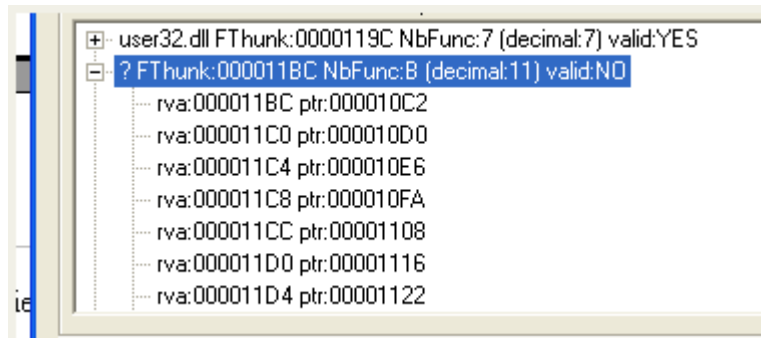 user32.dll FThunk:0000119C NbFunc:7 (decimal:7) valid:YES
? FThunk:000011BC NbFunc:B (decimal:11) valid:NO
rva:000011BC ptr:000010C2
rva:000011C0 ptr:000010D0
rva:000011C4 ptr:000010E6
rva:000011C8 ptr:000010FA
rva:000011CC ptr:00001108
rva:000011D0 ptr:00001116
rva:000011D4 ptr:00001122
ie